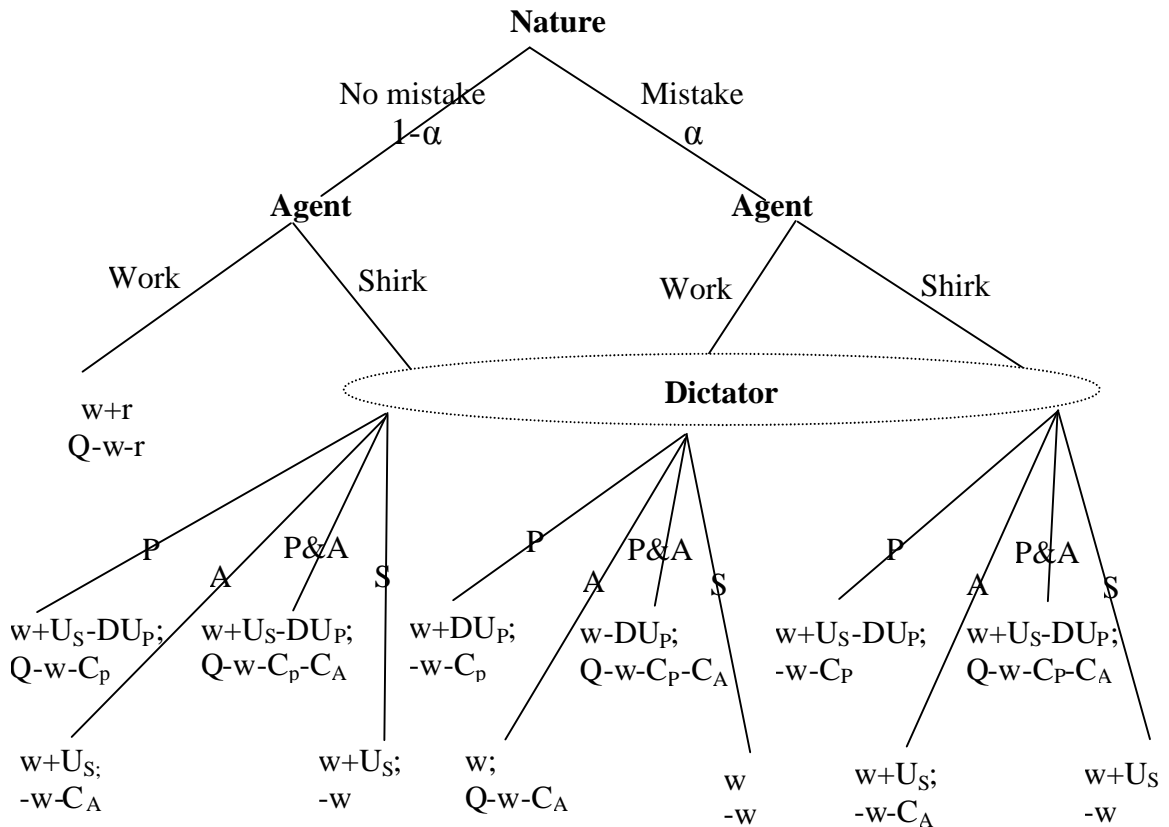 Nature
No mistake
1-α
Mistake
α
Agent
Agent
Work
Shirk
Work
Shirk
Dictator
w+r
Q-w-r
P
A
P&A
S
P
A
P&A
S
P
A
P&A
S
w+U_S-DU_P;
Q-w-C_p
w+U_S-DU_P;
Q-w-C_p-C_A
w+DU_P;
-w-C_p
w-DU_P;
Q-w-C_P-C_A
w+U_S-DU_P;
-w-C_P
w+U_S-DU_P;
Q-w-C_P-C_A
w+U_S;
-w-C_A
w+U_S;
-w
w;
Q-w-C_A
w
-w
w+U_S;
-w-C_A
w+U_S
-w